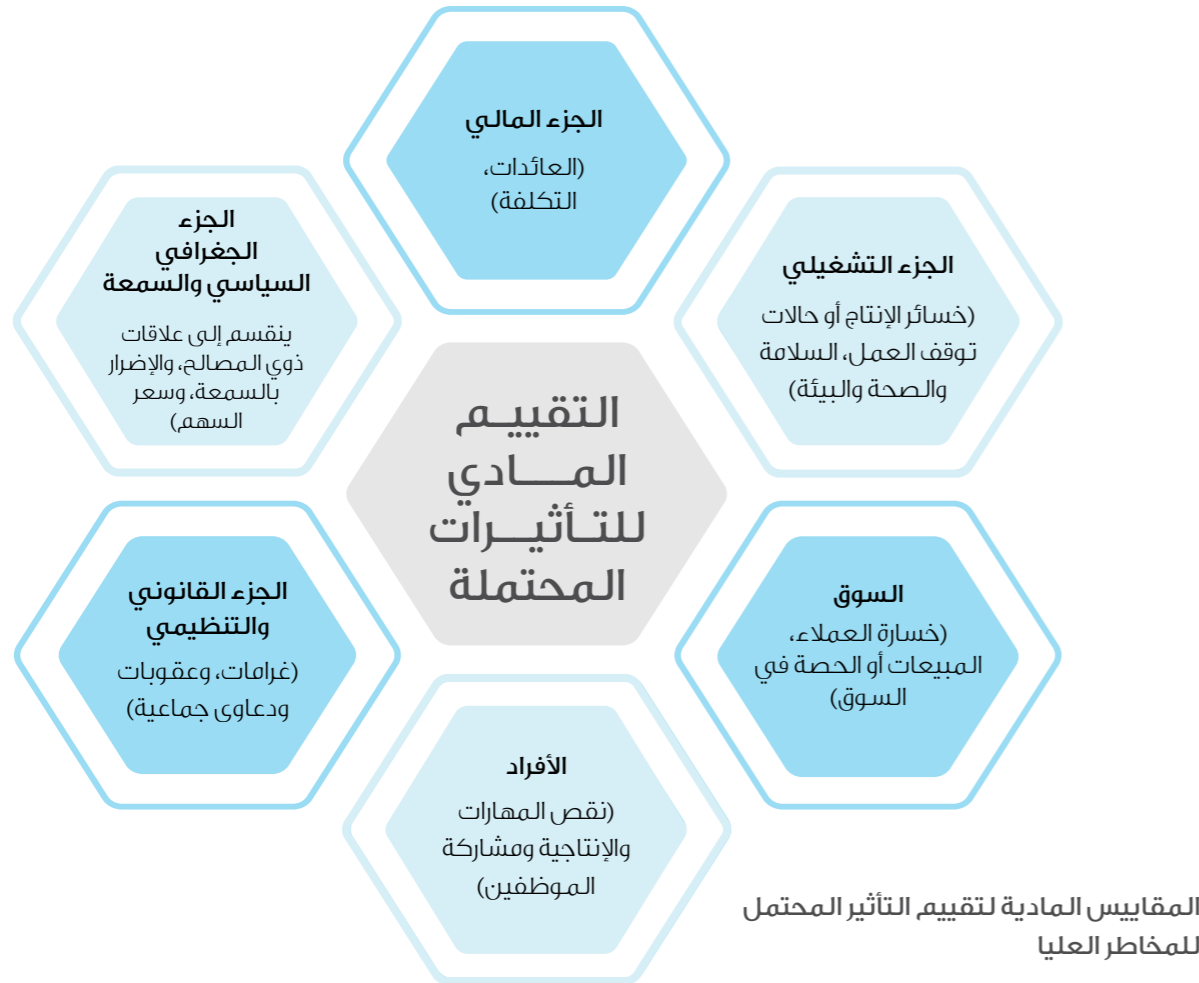 الجزء المالي
(العائدات،
التكلفة)
الجزء التشغيلي
(خسائر الإنتاج أو حالات
توقف العمل، السلامة
والصحة والبيئة)
السوق
(خسارة العملاء،
المبيعات أو الحصة في
السوق)
الأفراد
(نقص المهارات
والإنتاجية ومشاركة
الموظفين)
الجزء القانوني
والتنظيمي
(غرامات، وعقوبات
ودعاوى جماعية)
الجزء
الجغرافي
السياسي والسمعة
ينقسم إلى علاقات
ذوي المصالح، والإضرار
بالسمعة، وسعر
السهم)
التقييــم
المـــادي
للتــأثيـــرات
المحتملة
المقاييس المادية لتقييم التأثير المحتمل
للمخاطر العليا